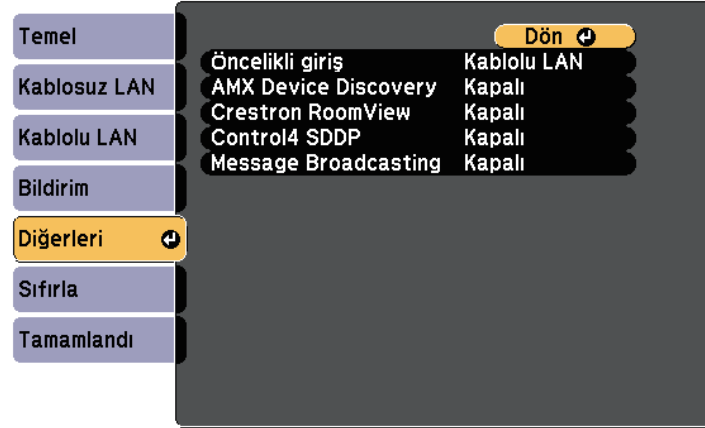 Temel
Kablosuz LAN
Kablolu LAN
Bildirim
Diğerleri
Sıfırla
Tamamlandı
Dön
Öncelikli giriş Kablolu LAN
AMX Device Discovery Kapalı
Crestron RoomView Kapalı
Control4 SDDP Kapalı
Message Broadcasting Kapalı